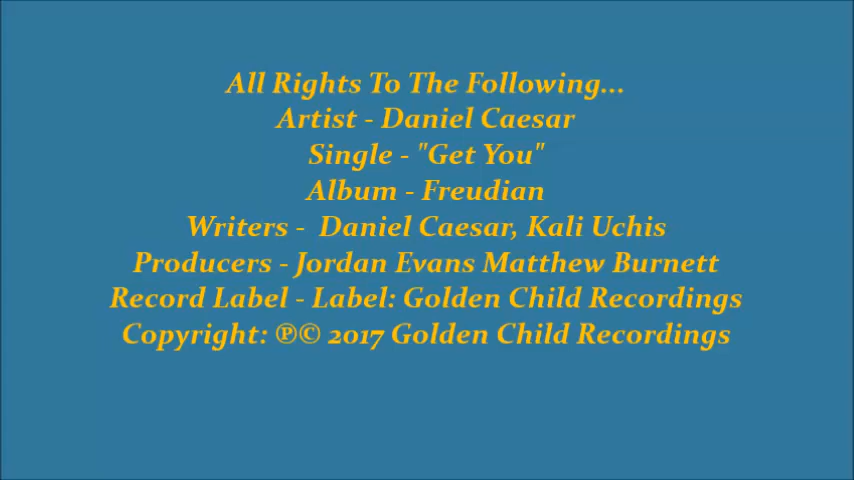 All Rights To The Following...
Artist - Daniel Caesar
Single - "Get You"
Album - Freudian
Writers -  Daniel Caesar, Kali Uchis
Producers - Jordan Evans Matthew Burnett
Record Label - Label: Golden Child Recordings
Copyright: ℗© 2017 Golden Child Recordings